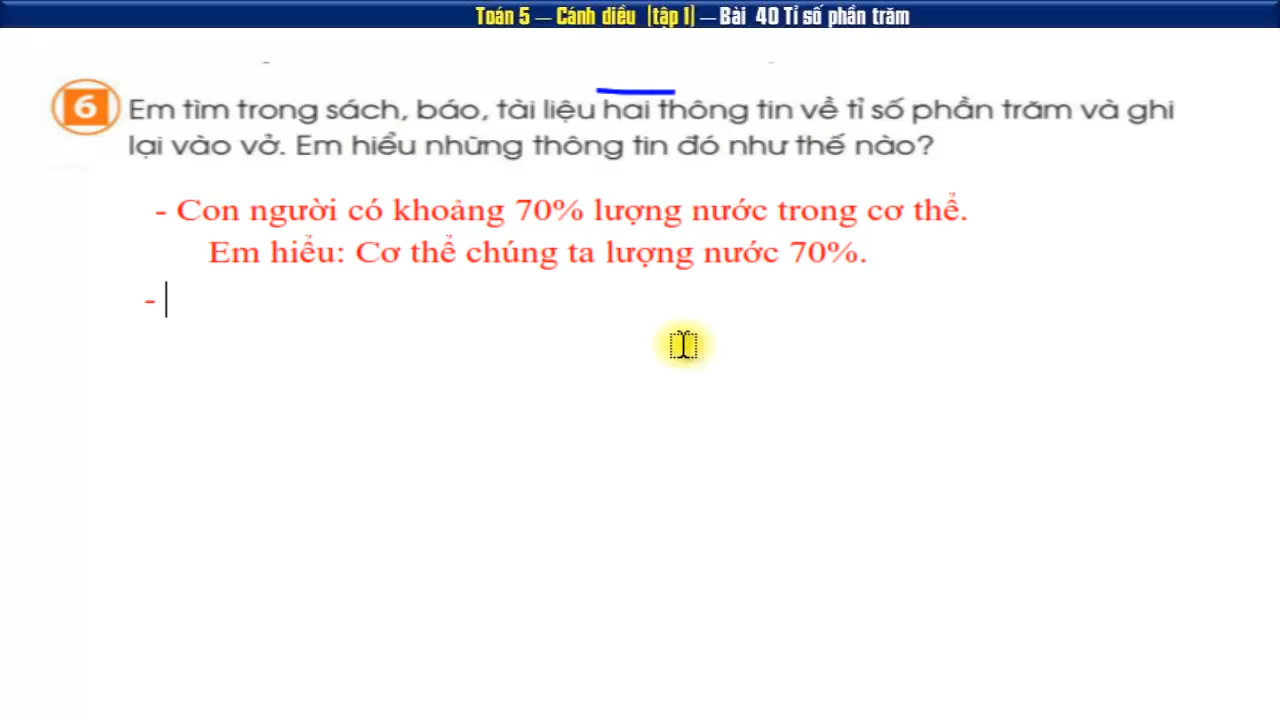 Toán 5 – Cánh diều (tập 1) – Bài 40 Tỉ số phần trăm
6 Em tìm trong sách, báo, tài liệu hai thông tin về tỉ số phần trăm và ghi
lại vào vở. Em hiểu những thông tin đó như thế nào?
- Con người có khoảng 70% lượng nước trong cơ thể.
Em hiểu: Cơ thể chúng ta lượng nước 70%.
-